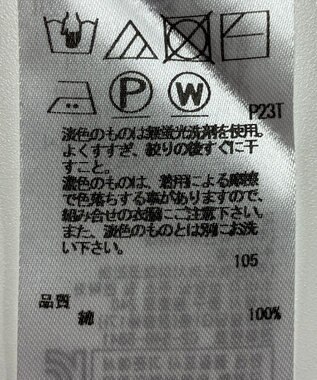 P
W
P23T
淡色のものは無蛍光洗剤を使用。
よくすすぎ、絞りの後すぐに干
すこと。
濃色のものは、着用による摩擦
で色落ちする事がありますので、
組み合せの衣服にご注意下さい。
また、淡色のものとは別にお洗
い下さい。
105
品質
綿 100%